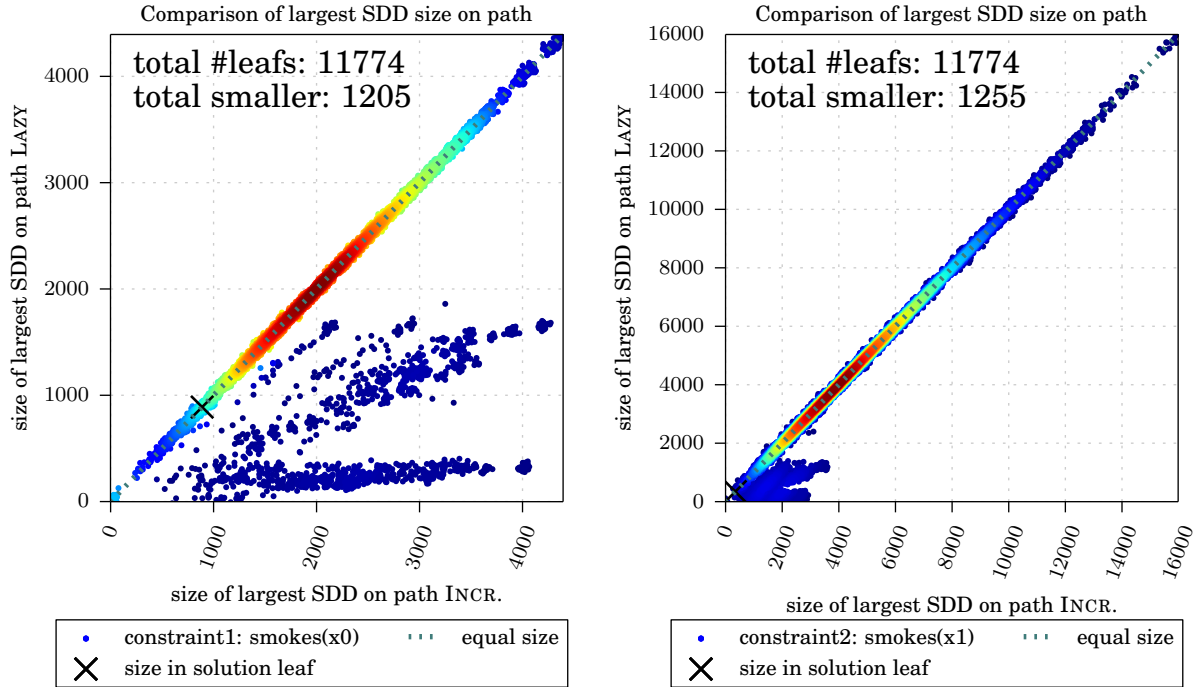 Comparison of largest SDD size on path
total #leafs: 11774
total smaller: 1205
size of largest SDD on path LAZY
4000
3000
2000
1000
0
0 1000 2000 3000 4000
size of largest SDD on path INCR.
constraint1: smokes(x0) equal size
size in solution leaf
Comparison of largest SDD size on path
total #leafs: 11774
total smaller: 1255
size of largest SDD on path LAZY
16000
14000
12000
10000
8000
6000
4000
2000
0
0 2000 4000 6000 8000 10000 12000 14000 16000
size of largest SDD on path INCR.
constraint2: smokes(x1) equal size
size in solution leaf